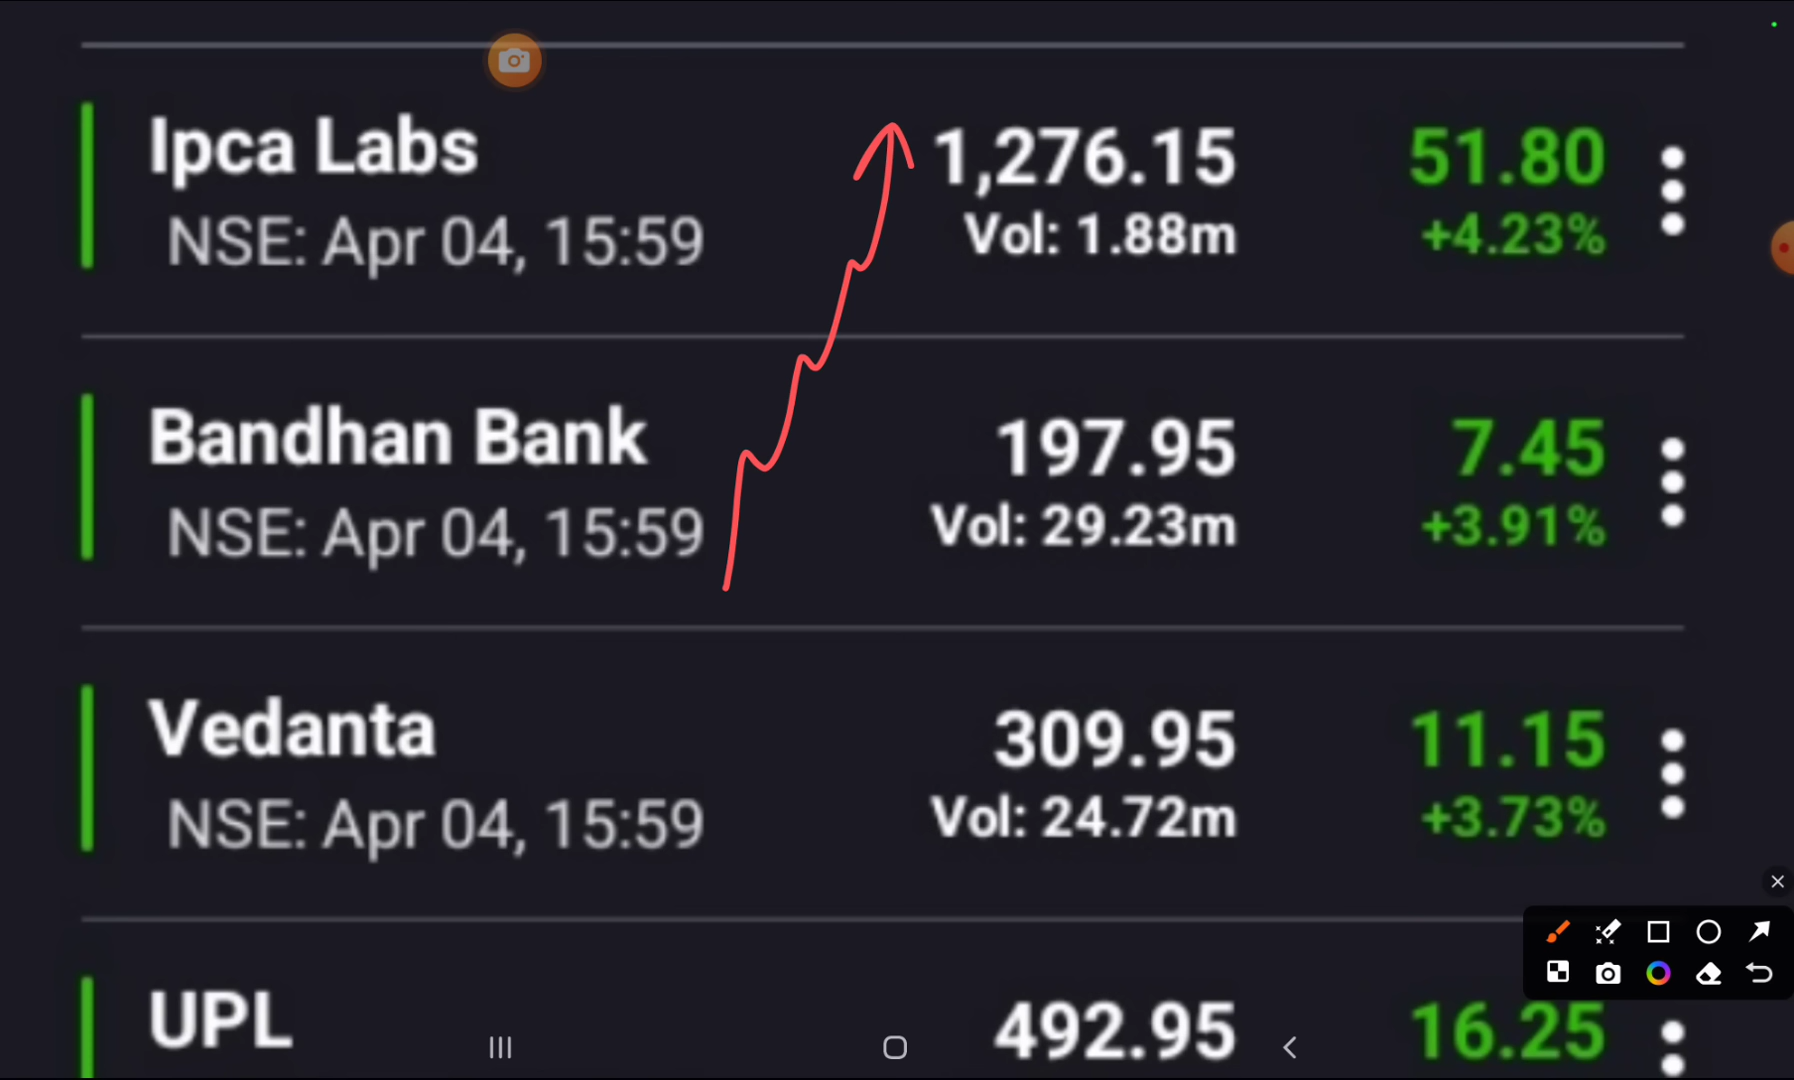 Ipca Labs 1,276.15 51.80
NSE: Apr 04, 15:59 Vol: 1.88m +4.23%
Bandhan Bank 197.95 7.45
NSE: Apr 04, 15:59 Vol: 29.23m +3.91%
Vedanta 309.95 11.15
NSE: Apr 04, 15:59 Vol: 24.72m +3.73%
UPL 492.95 16.25